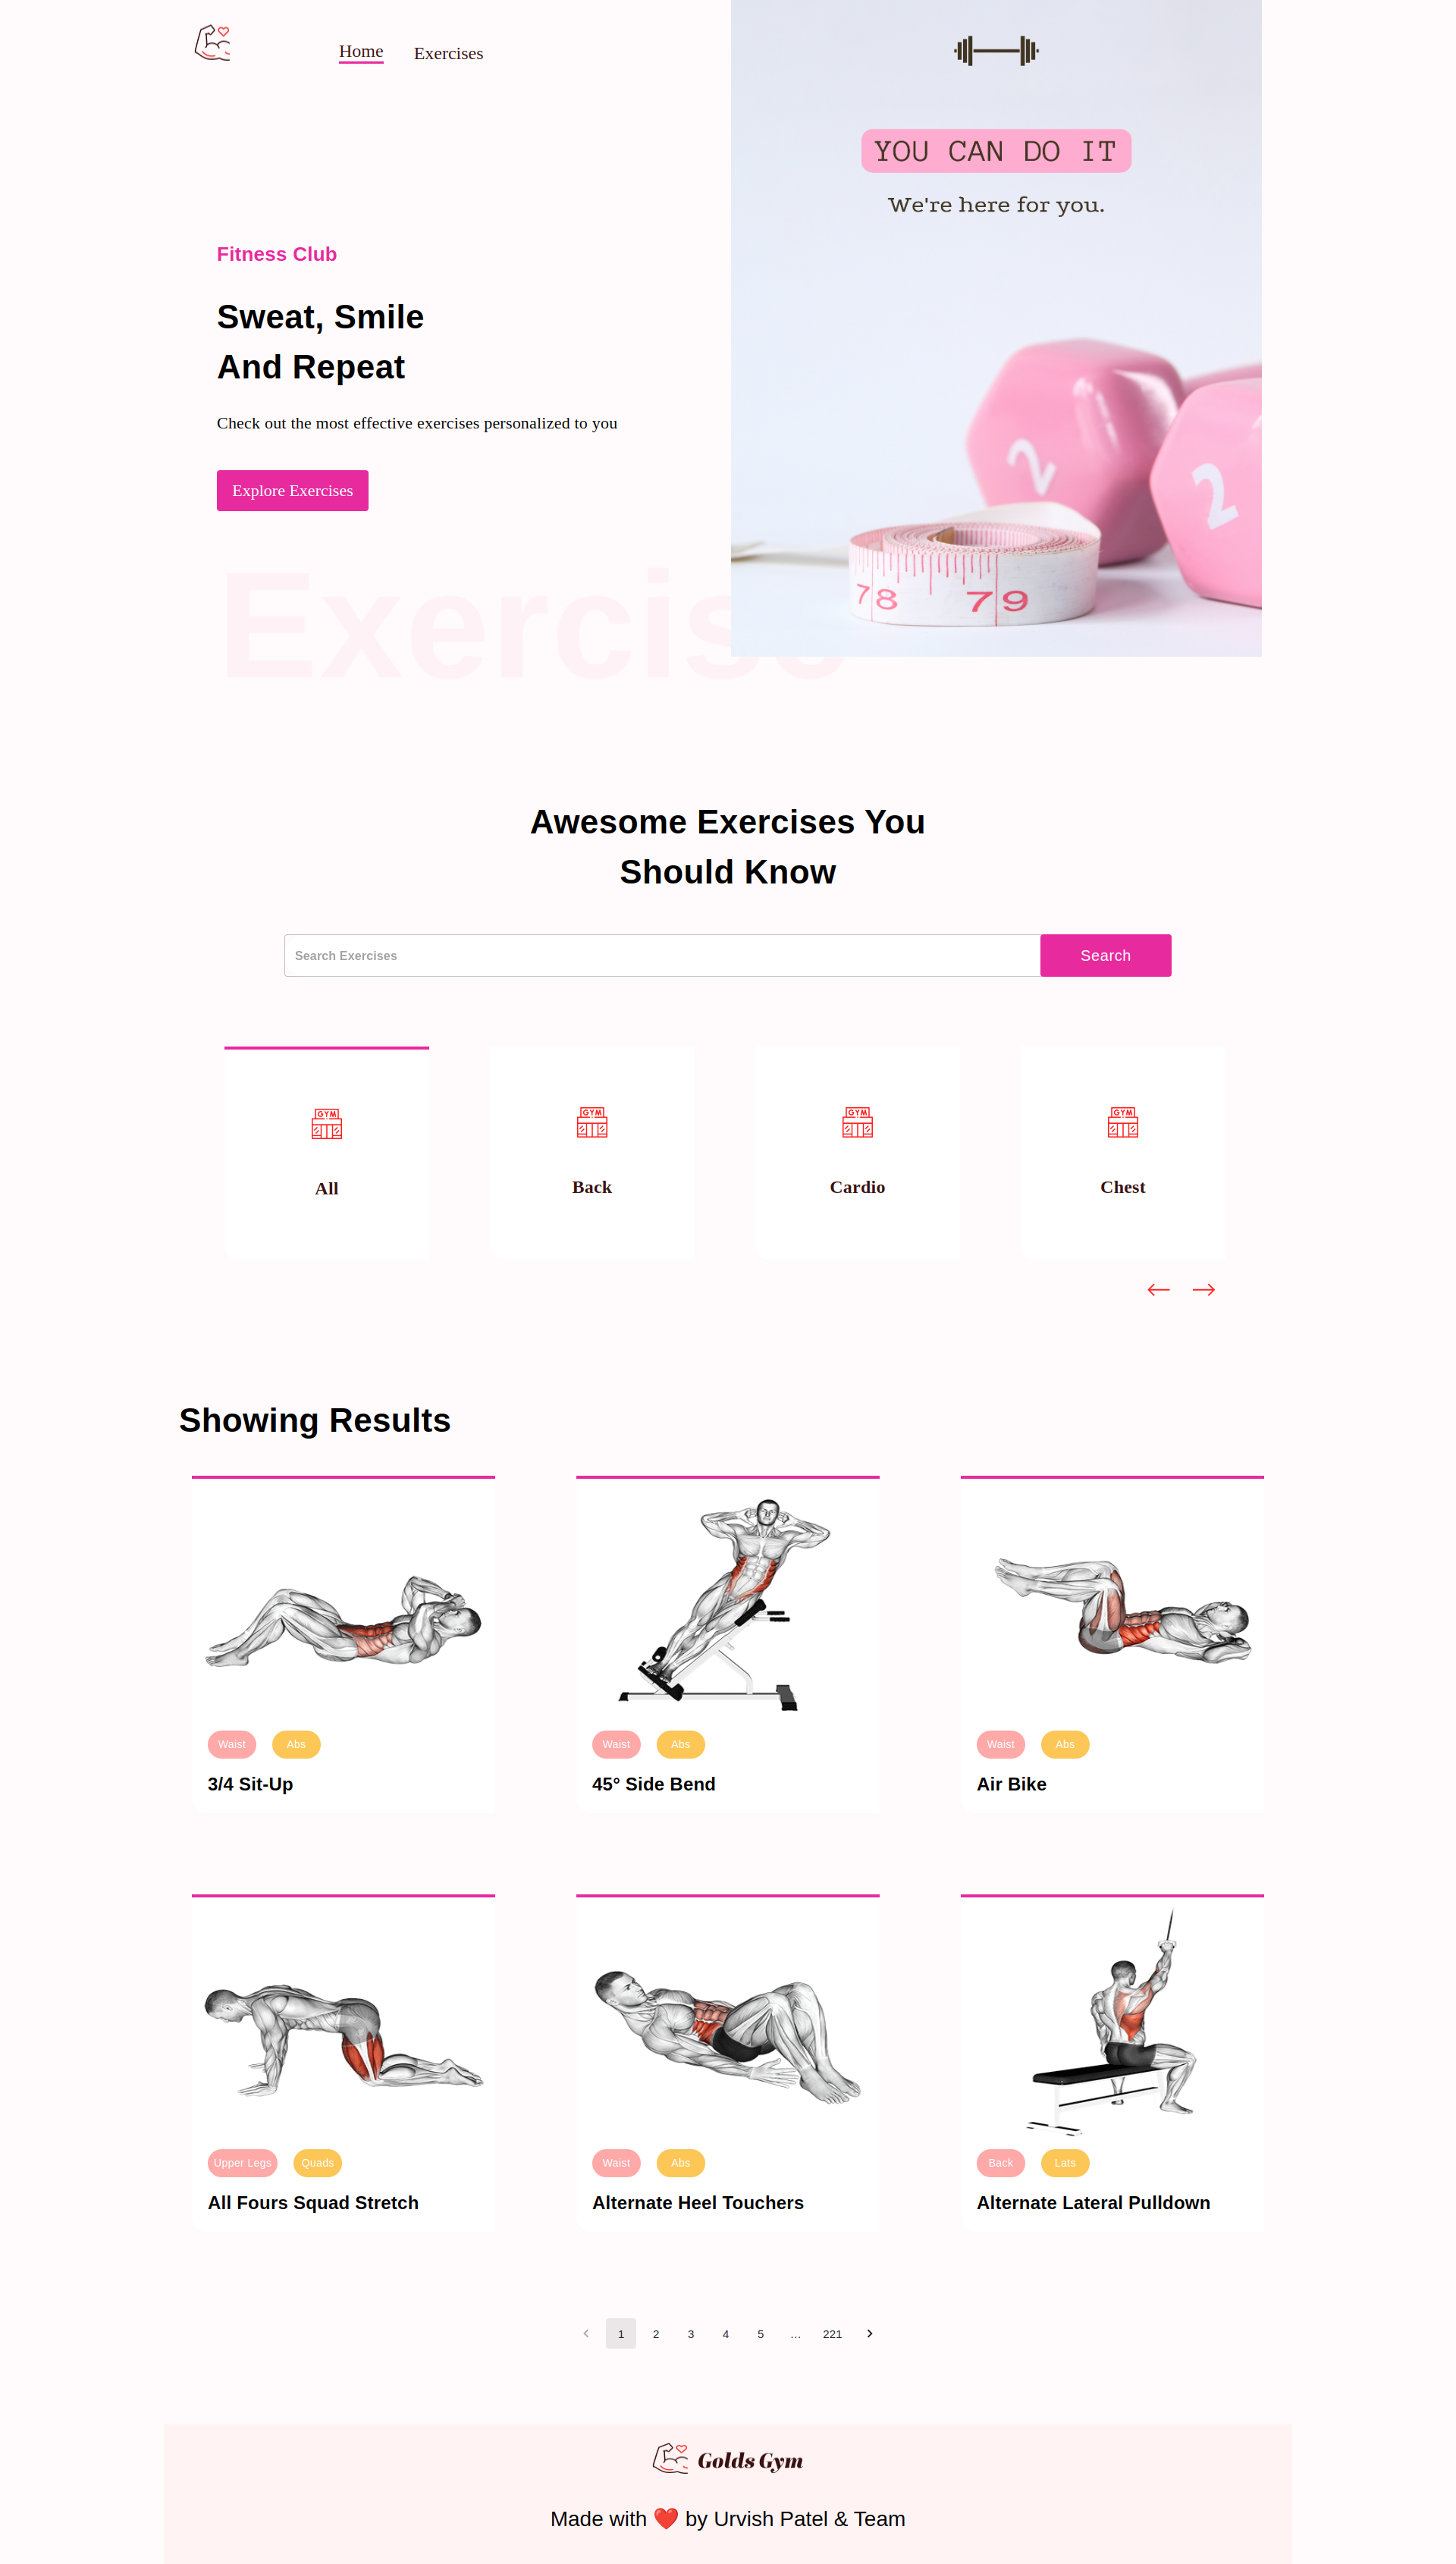 Home
Exercises
YOU CAN DO IT
We're here for you.
Fitness Club
Sweat, Smile
And Repeat
Check out the most effective exercises personalized to you
Explore Exercises
2
2
78 79
Exercise
Awesome Exercises You
Should Know
Search Exercises
Search
GYM
GYM
GYM
GYM
All
Back
Cardio
Chest
Showing Results
Waist
Abs
3/4 Sit-Up
Waist
Abs
45° Side Bend
Waist
Abs
Air Bike
Upper Legs
Quads
All Fours Squad Stretch
Waist
Abs
Alternate Heel Touchers
Back
Lats
Alternate Lateral Pulldown
1 2 3 4 5 … 221
Golds Gym
Made with ❤️ by Urvish Patel & Team